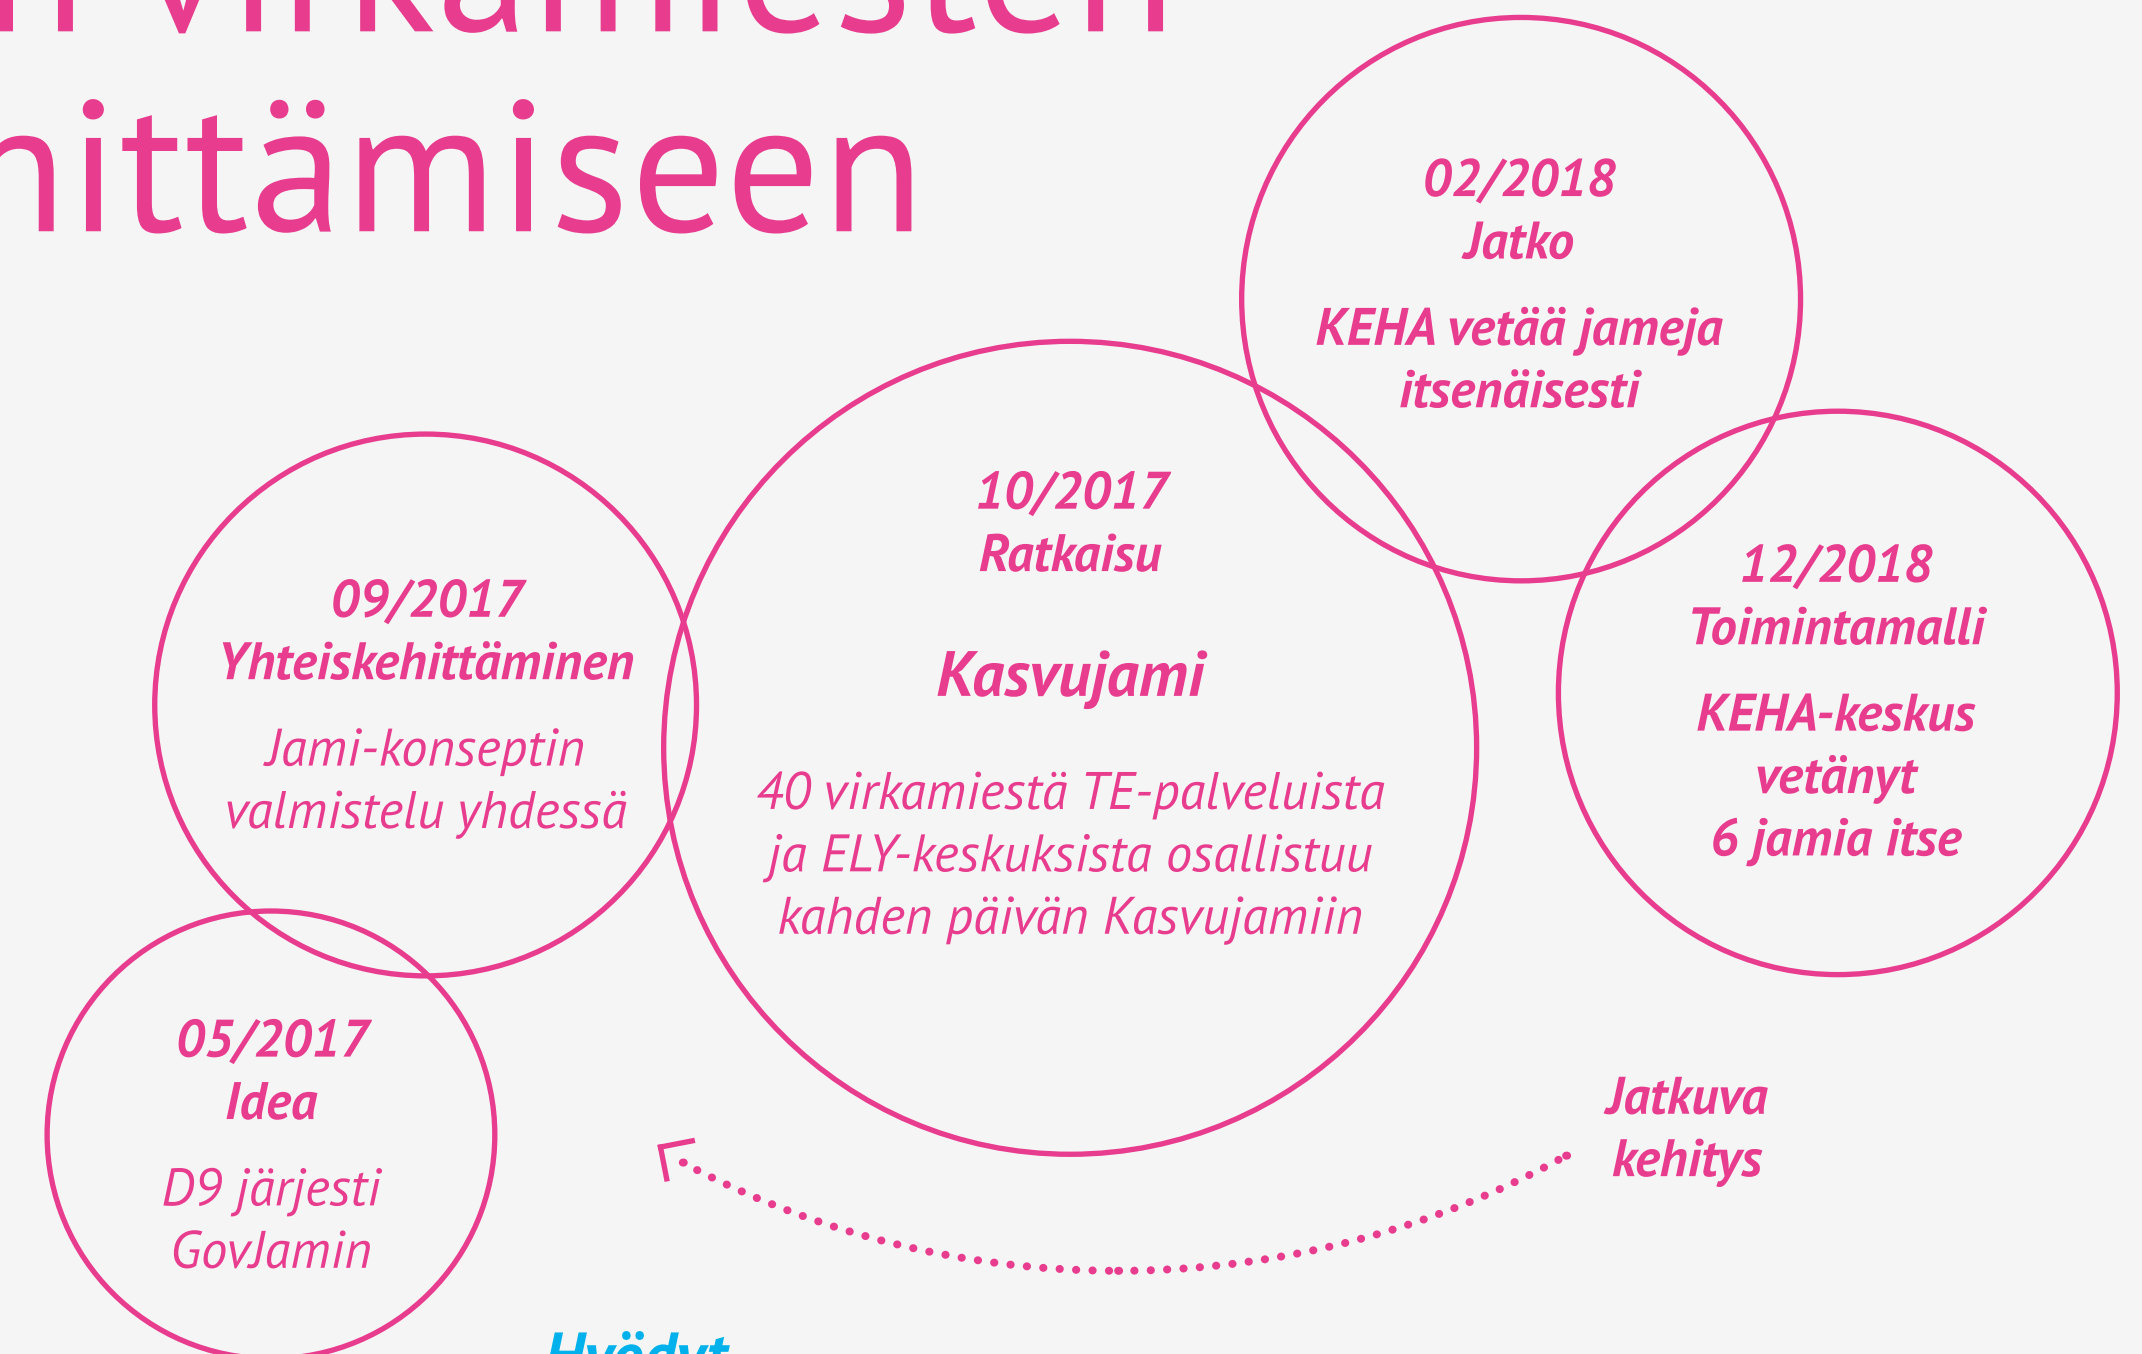 virkamiesten
hittämiseen
02/2018
Jatko
KEHA vetää jameja
itsenäisesti
10/2017
Ratkaisu
Kasvujami
40 virkamiestä TE-palveluista
ja ELY-keskuksista osallistuu
kahden päivän Kasvujamiin
09/2017
Yhteiskehittäminen
Jami-konseptin
valmistelu yhdessä
12/2018
Toimintamalli
KEHA-keskus
vetänyt
6 jamia itse
05/2017
Idea
D9 järjesti
GovJamin
Jatkuva
kehitys
Hyödyt